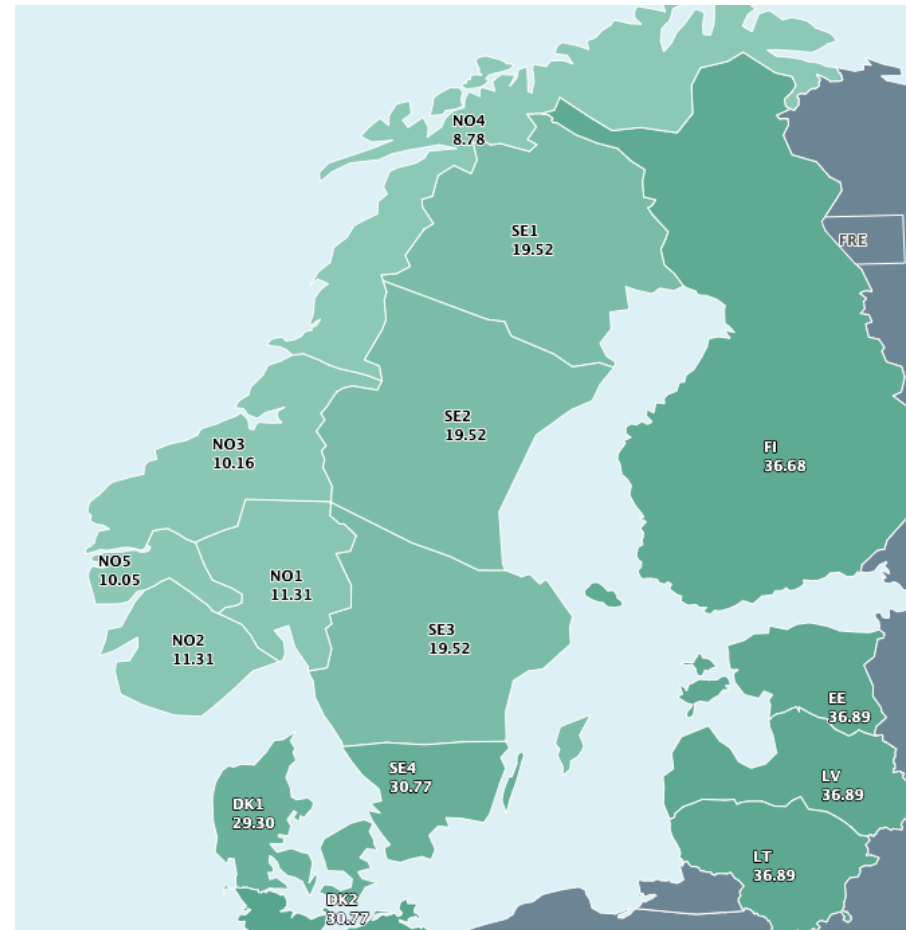 NO4
8.78
SE1
19.52
FRE
SE2
19.52
NO3
10.16
FI
36.68
NO5
10.05
NO1
11.31
SE3
19.52
NO2
11.31
EE
36.89
SE4
30.77
LV
36.89
DK1
29.30
LT
36.89
DK2
30.77